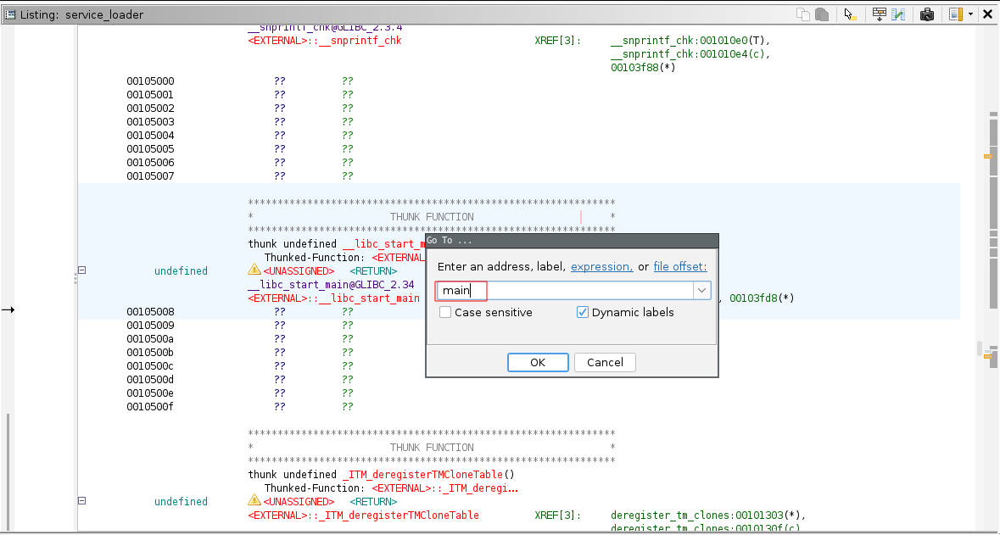 Listing: service_loader
__snprintf_chk@GLIBC_2.3.4
<EXTERNAL>::__snprintf_chk XREF[3]: __snprintf_chk:001010e0(T),
__snprintf_chk:001010e4(c),
00103f88(*)
00105000 ?? ??
00105001 ?? ??
00105002 ?? ??
00105003 ?? ??
00105004 ?? ??
00105005 ?? ??
00105006 ?? ??
00105007 ?? ??
**************************************************************
* THUNK FUNCTION *
**************************************************************
thunk undefined __libc_start_m
Thunked-Function: <EXTERNAL
undefined <UNASSIGNED> <RETURN>
__libc_start_main@GLIBC_2.34
<EXTERNAL>::__libc_start_main , 00103fd8(*)
00105008 ?? ??
00105009 ?? ??
0010500a ?? ??
0010500b ?? ??
0010500c ?? ??
0010500d ?? ??
0010500e ?? ??
0010500f ?? ??
Go To ...
Enter an address, label, expression, or file offset:
main
Case sensitive Dynamic labels
OK Cancel
**************************************************************
* THUNK FUNCTION *
**************************************************************
thunk undefined _ITM_deregisterTMCloneTable()
Thunked-Function: <EXTERNAL>::_ITM_deregi...
undefined <UNASSIGNED> <RETURN>
<EXTERNAL>::_ITM_deregisterTMCloneTable XREF[3]: deregister_tm_clones:00101303(*),
deregister_tm_clones:0010130f(c)